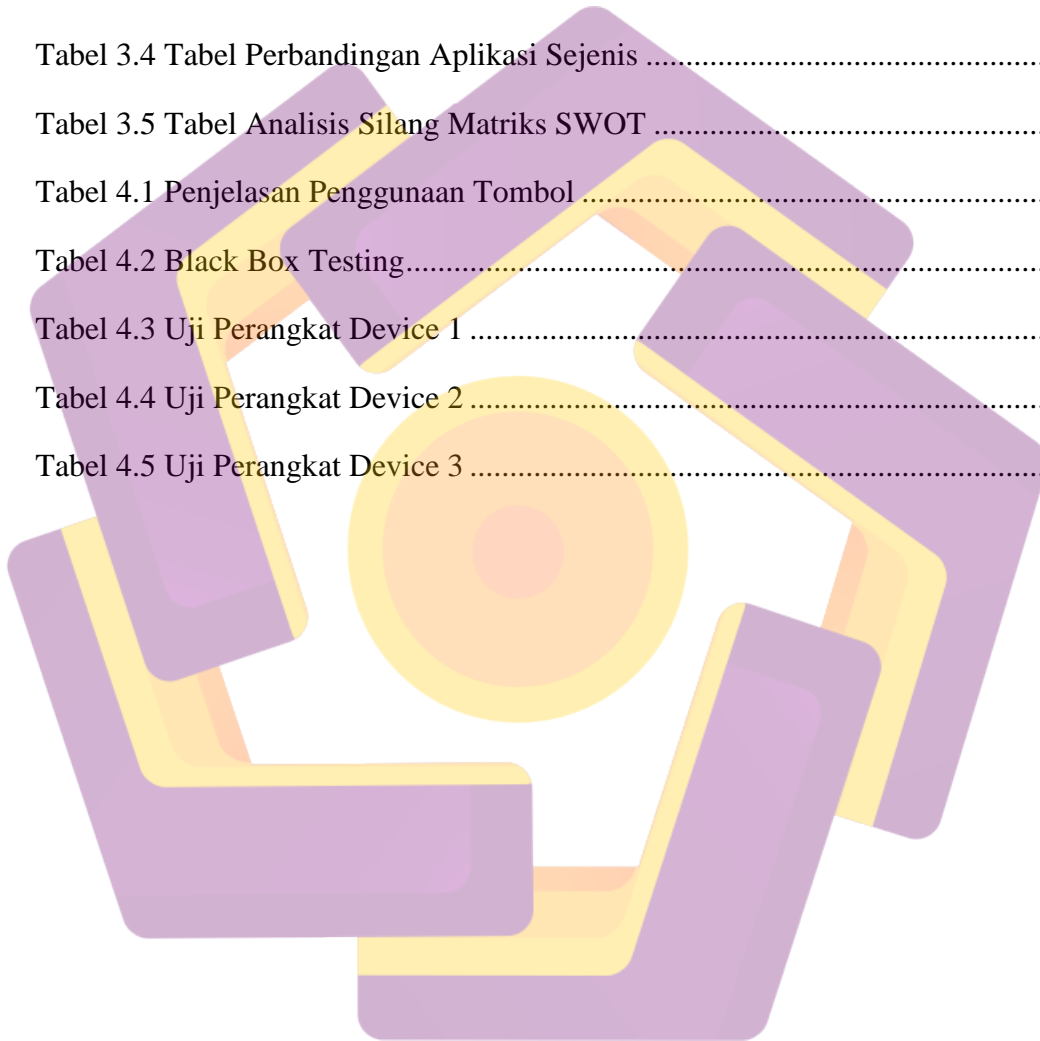 Tabel 3.4 Tabel Perbandingan Aplikasi Sejenis ....................................................
Tabel 3.5 Tabel Analisis Silang Matriks SWOT ...................................................
Tabel 4.1 Penjelasan Penggunaan Tombol ............................................................
Tabel 4.2 Black Box Testing..................................................................................
Tabel 4.3 Uji Perangkat Device 1 .........................................................................
Tabel 4.4 Uji Perangkat Device 2 .........................................................................
Tabel 4.5 Uji Perangkat Device 3 .........................................................................